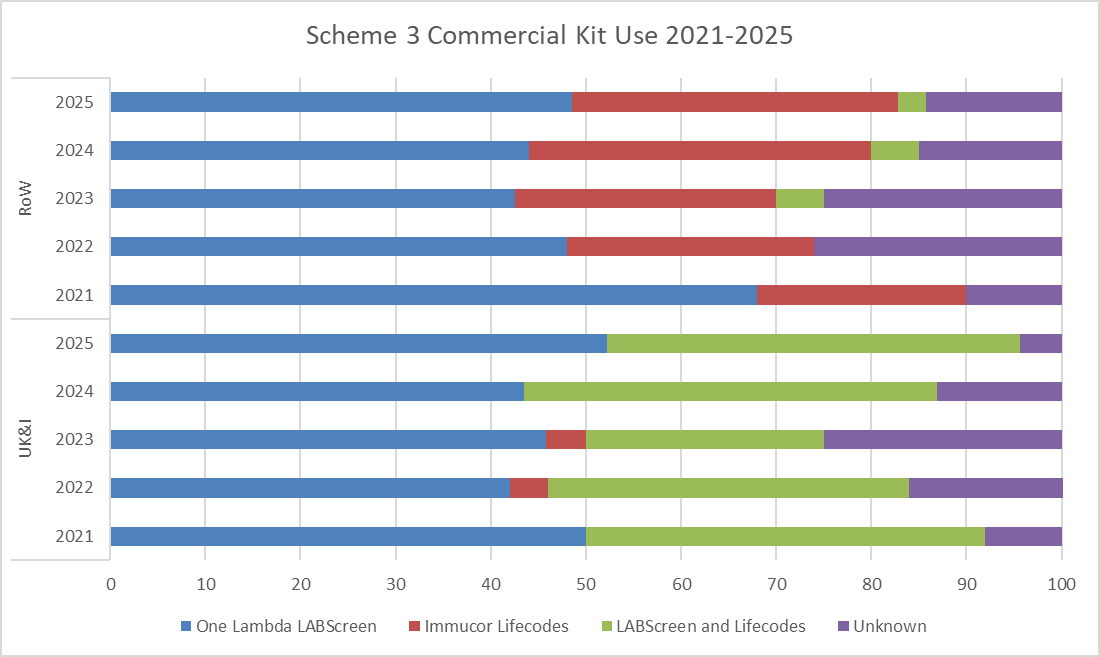 Scheme 3 Commercial Kit Use 2021-2025
RoW
2025
2024
2023
2022
2021
UK&I
2025
2024
2023
2022
2021
0 10 20 30 40 50 60 70 80 90 100
One Lambda LABScreen Immucor Lifecodes LABScreen and Lifecodes Unknown